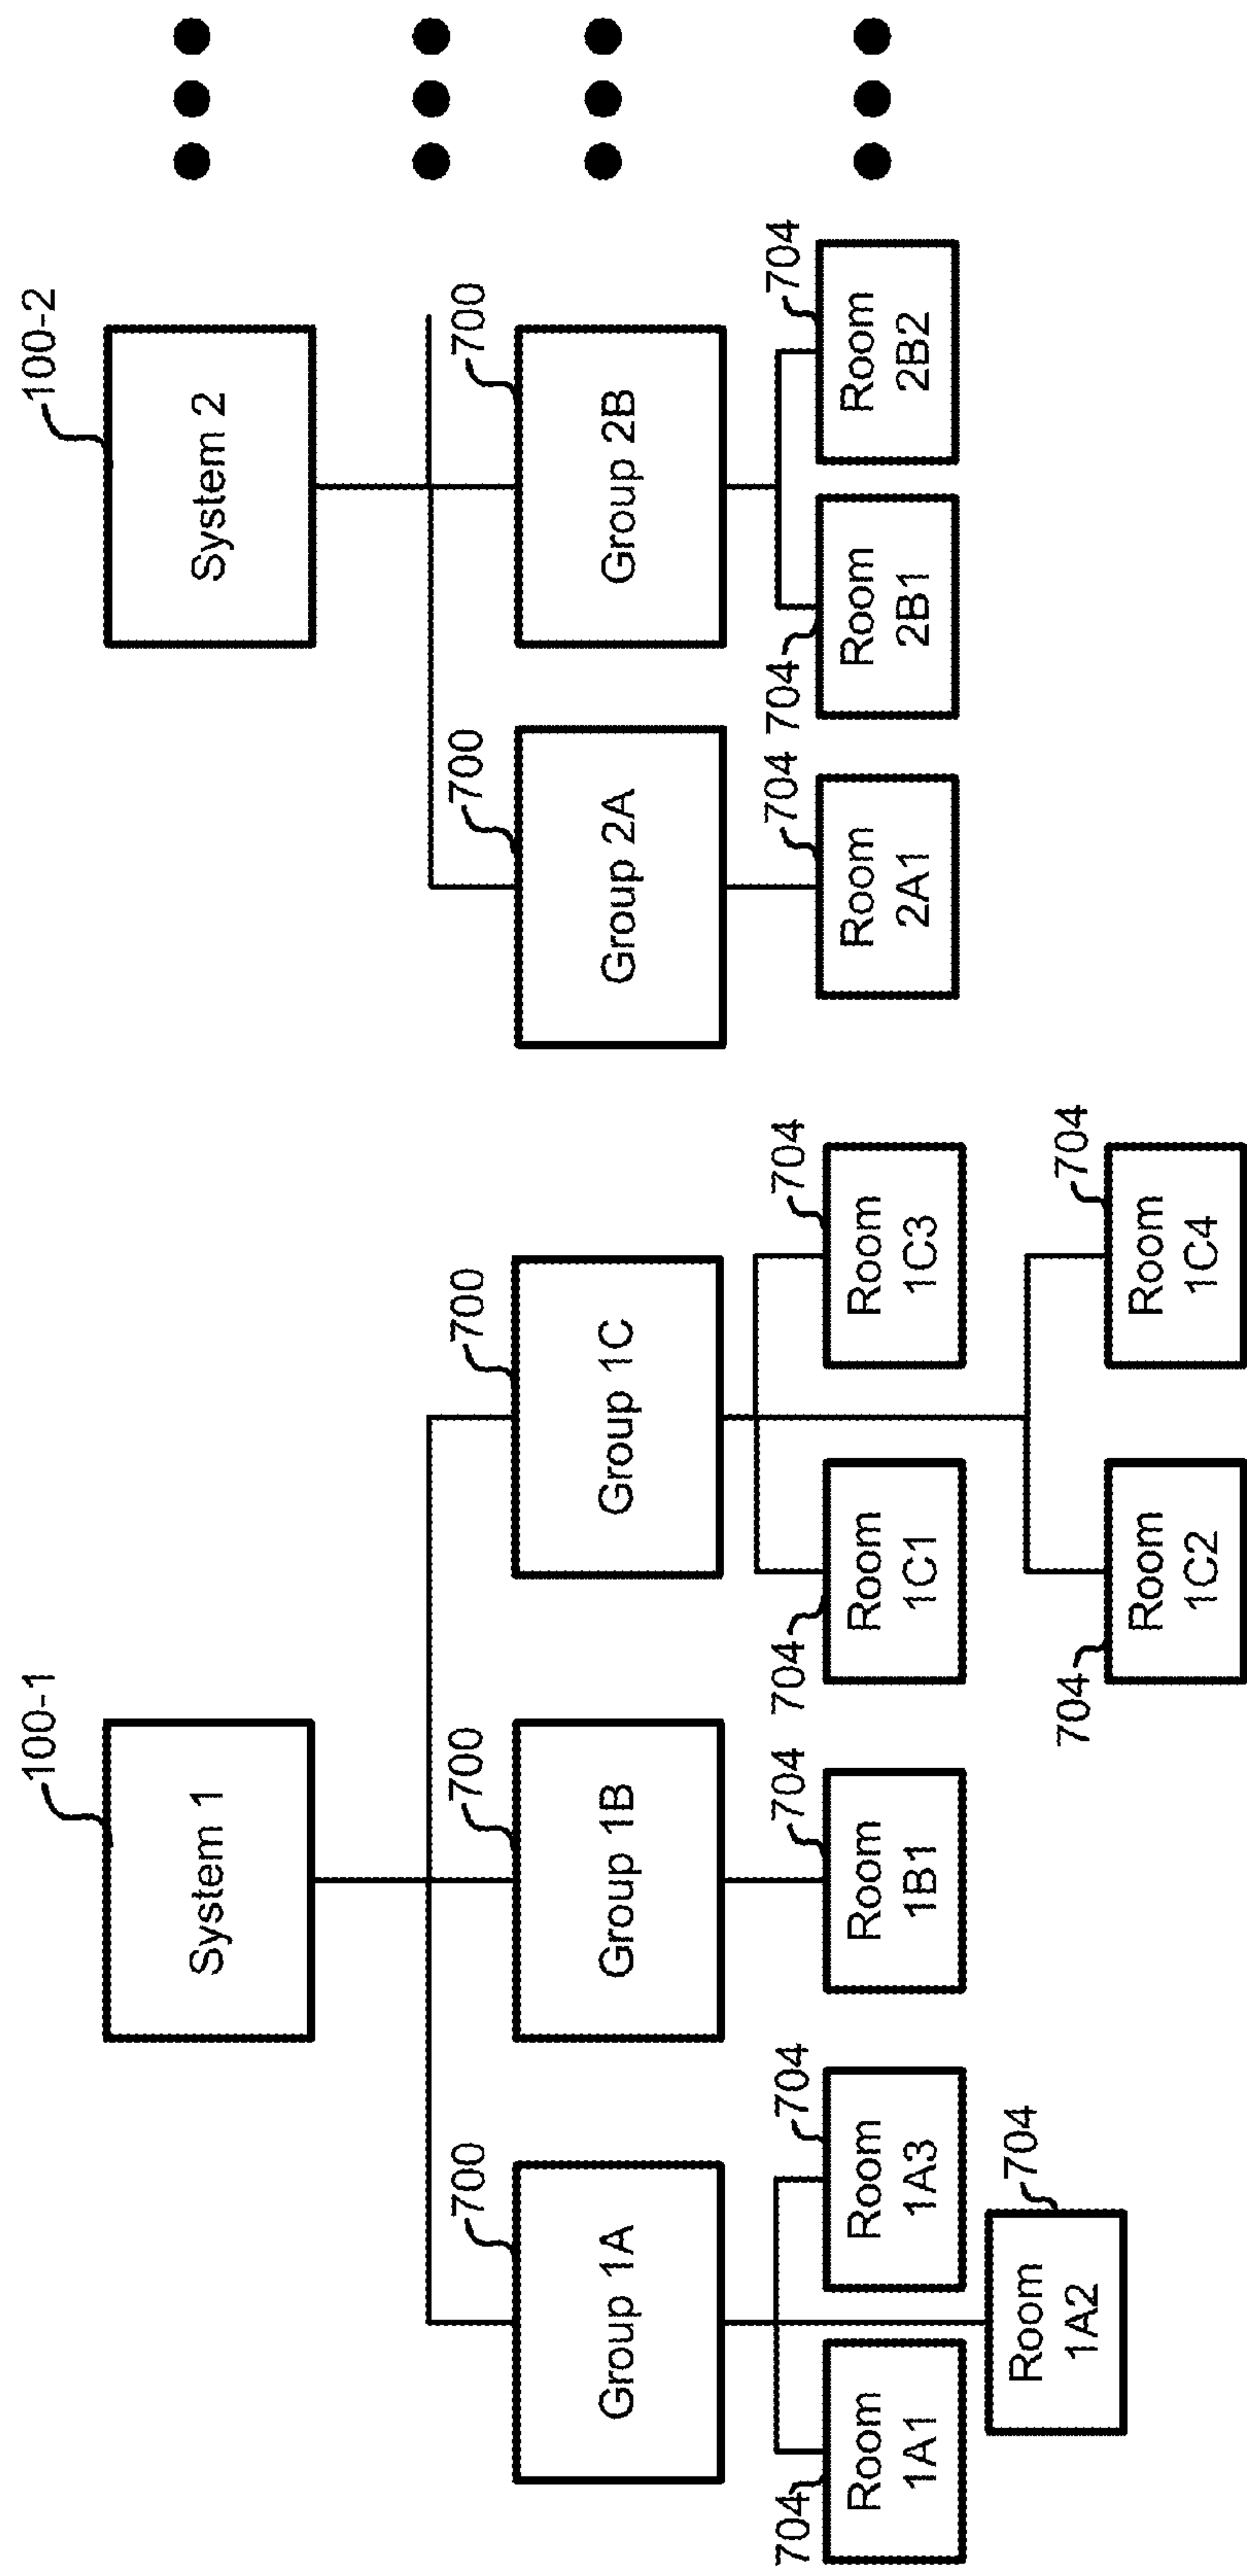 100-1
System 1
100-2
System 2
700
Group 1A
700
Group 1B
700
Group 1C
700
Group 2A
700
Group 2B
704
Room
1A1
704
Room
1A3
704
Room
1B1
704
Room
1C1
704
Room
1C3
704
Room
2A1
704
Room
2B1
704
Room
2B2
704
Room
1A2
704
Room
1C2
704
Room
1C4